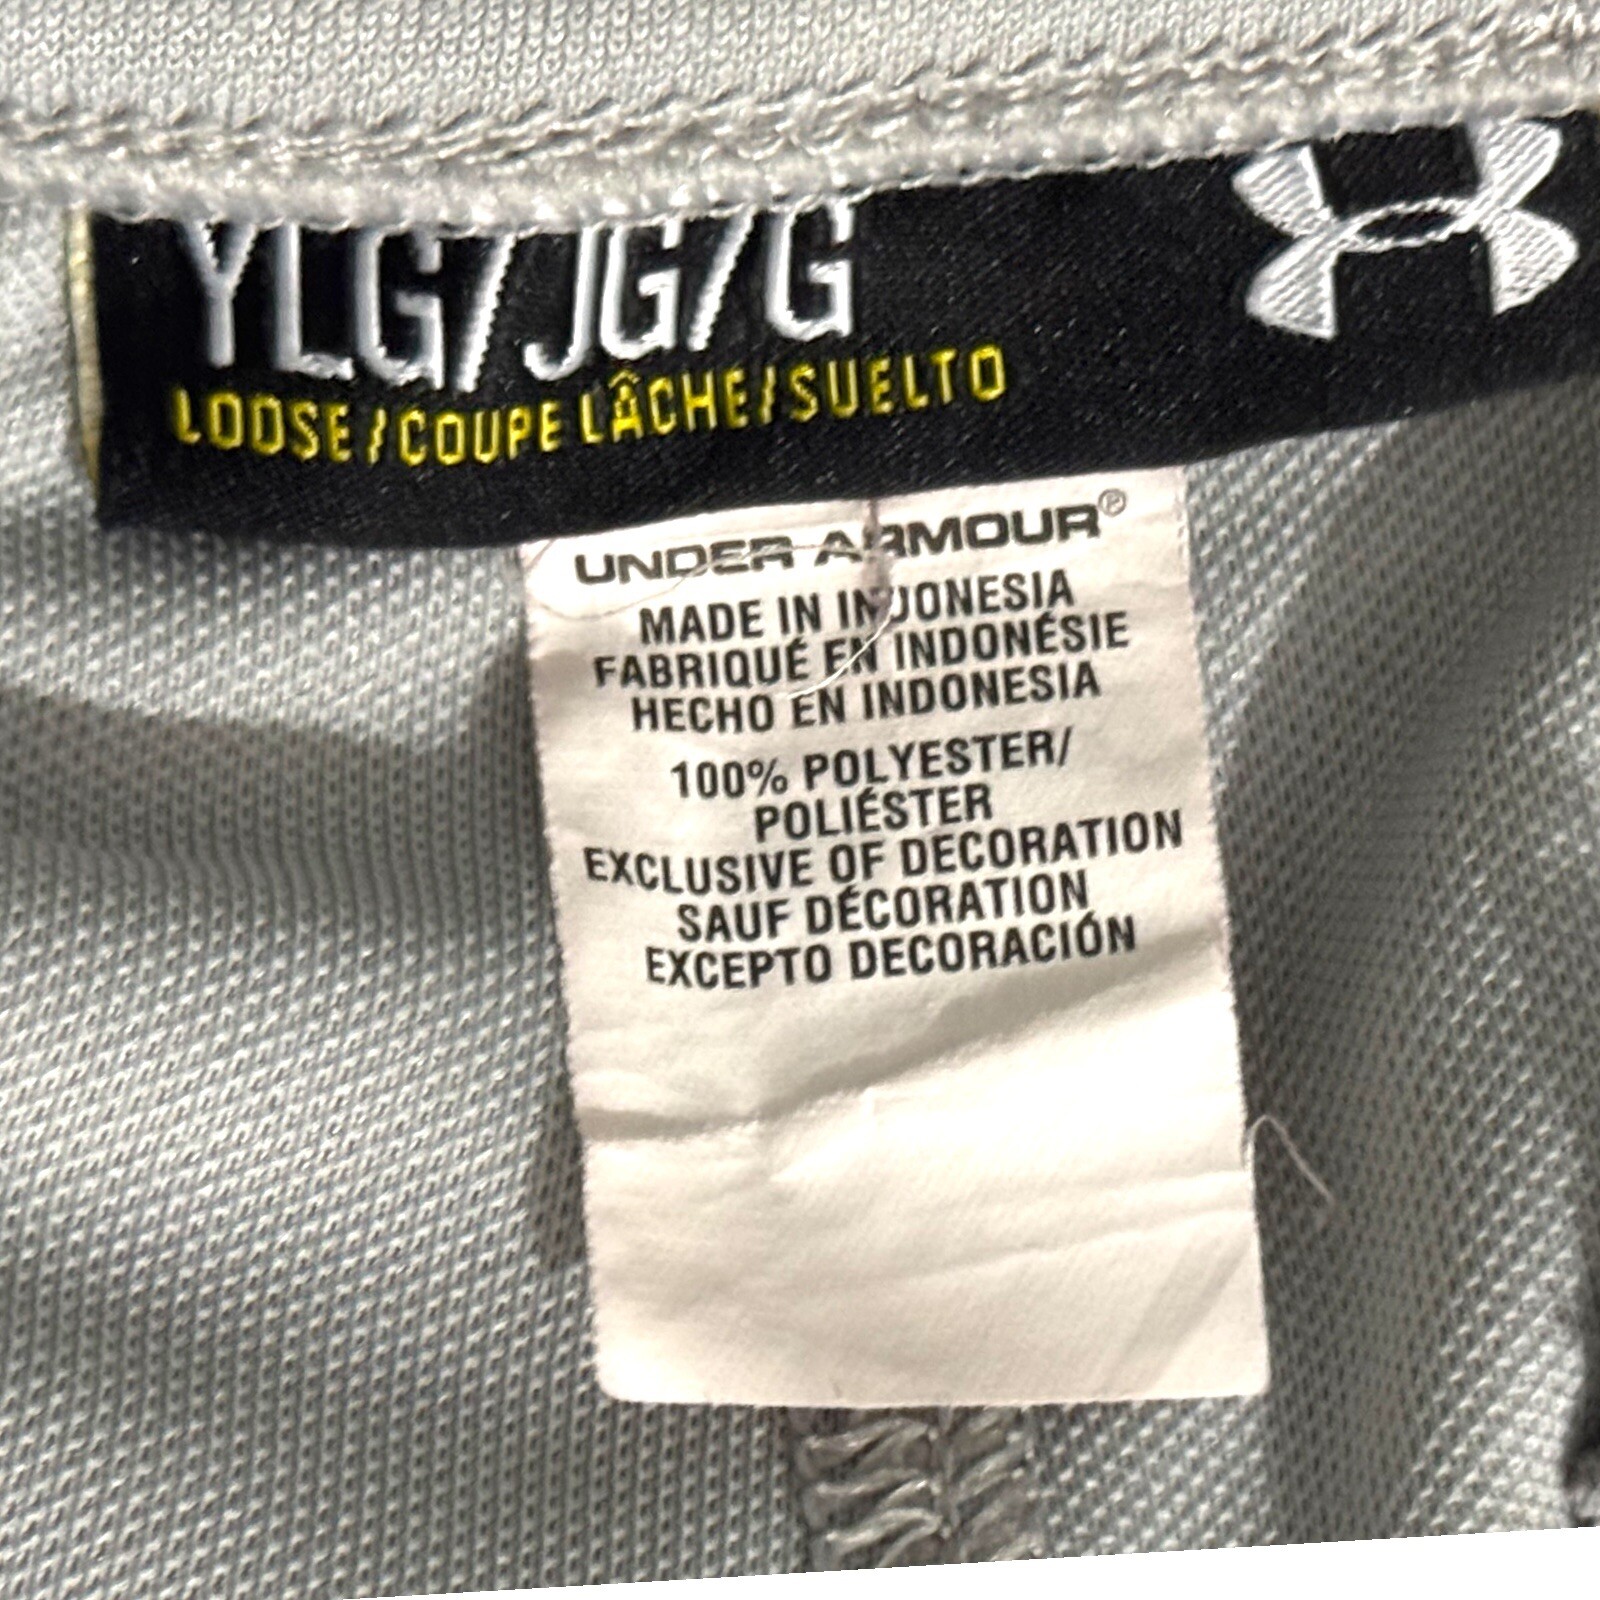 YLG/JG/G
LOOSE/COUPE LÂCHE/SUELTO
UNDER ARMOUR®
MADE IN INDONESIA
FABRIQUÉ EN INDONÉSIE
HECHO EN INDONESIA
100% POLYESTER/
POLIÉSTER
EXCLUSIVE OF DECORATION
SAUF DÉCORATION
EXCEPTO DECORACIÓN